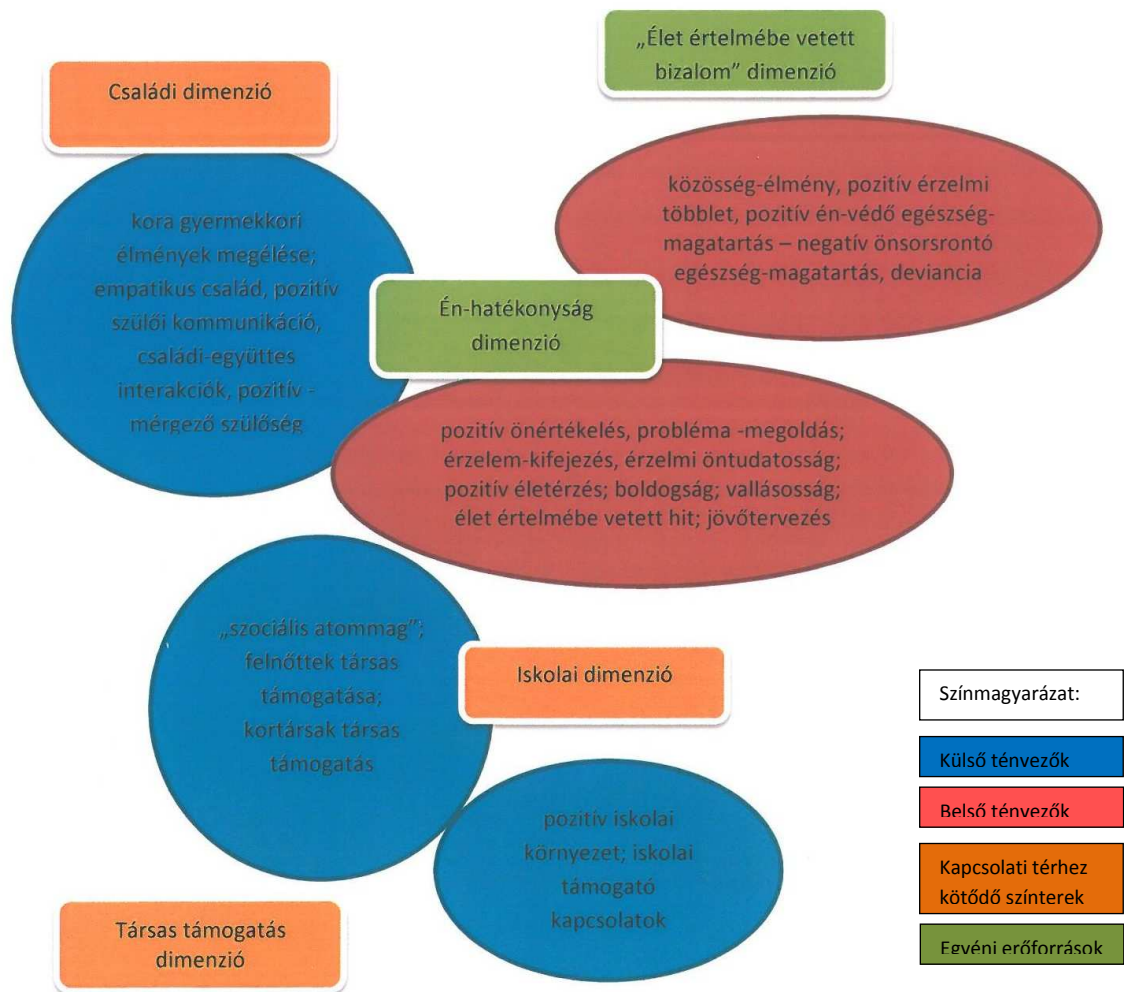 „Élet értelmébe vetett
bizalom” dimenzió
Családi dimenzió
közösség-élmény, pozitív érzelmi
többlet, pozitív én-védő egészség-
magatartás – negatív önsorsrontó
egészség-magatartás, deviancia
kora gyermekkori
élmények megélése;
empatikus család, pozitív
szülői kommunikáció,
családi-együttes
interakciók, pozitív -
mérgező szülőség
Én-hatékonyság
dimenzió
pozitív önértékelés, probléma -megoldás;
érzelem-kifejezés, érzelmi öntudatosság;
pozitív életérzés; boldogság; vallásosság;
élet értelmébe vetett hit; jövőtervezés
„szociális atommag”;
felnőttek társas
támogatása;
kortársak társas
támogatás
Iskolai dimenzió
pozitív iskolai
környezet; iskolai
támogató
kapcsolatok
Társas támogatás
dimenzió
Színmagyarázat:
Külső tényezők
Belső tényezők
Kapcsolati térhez
kötődő színterek
Egyéni erőforrások